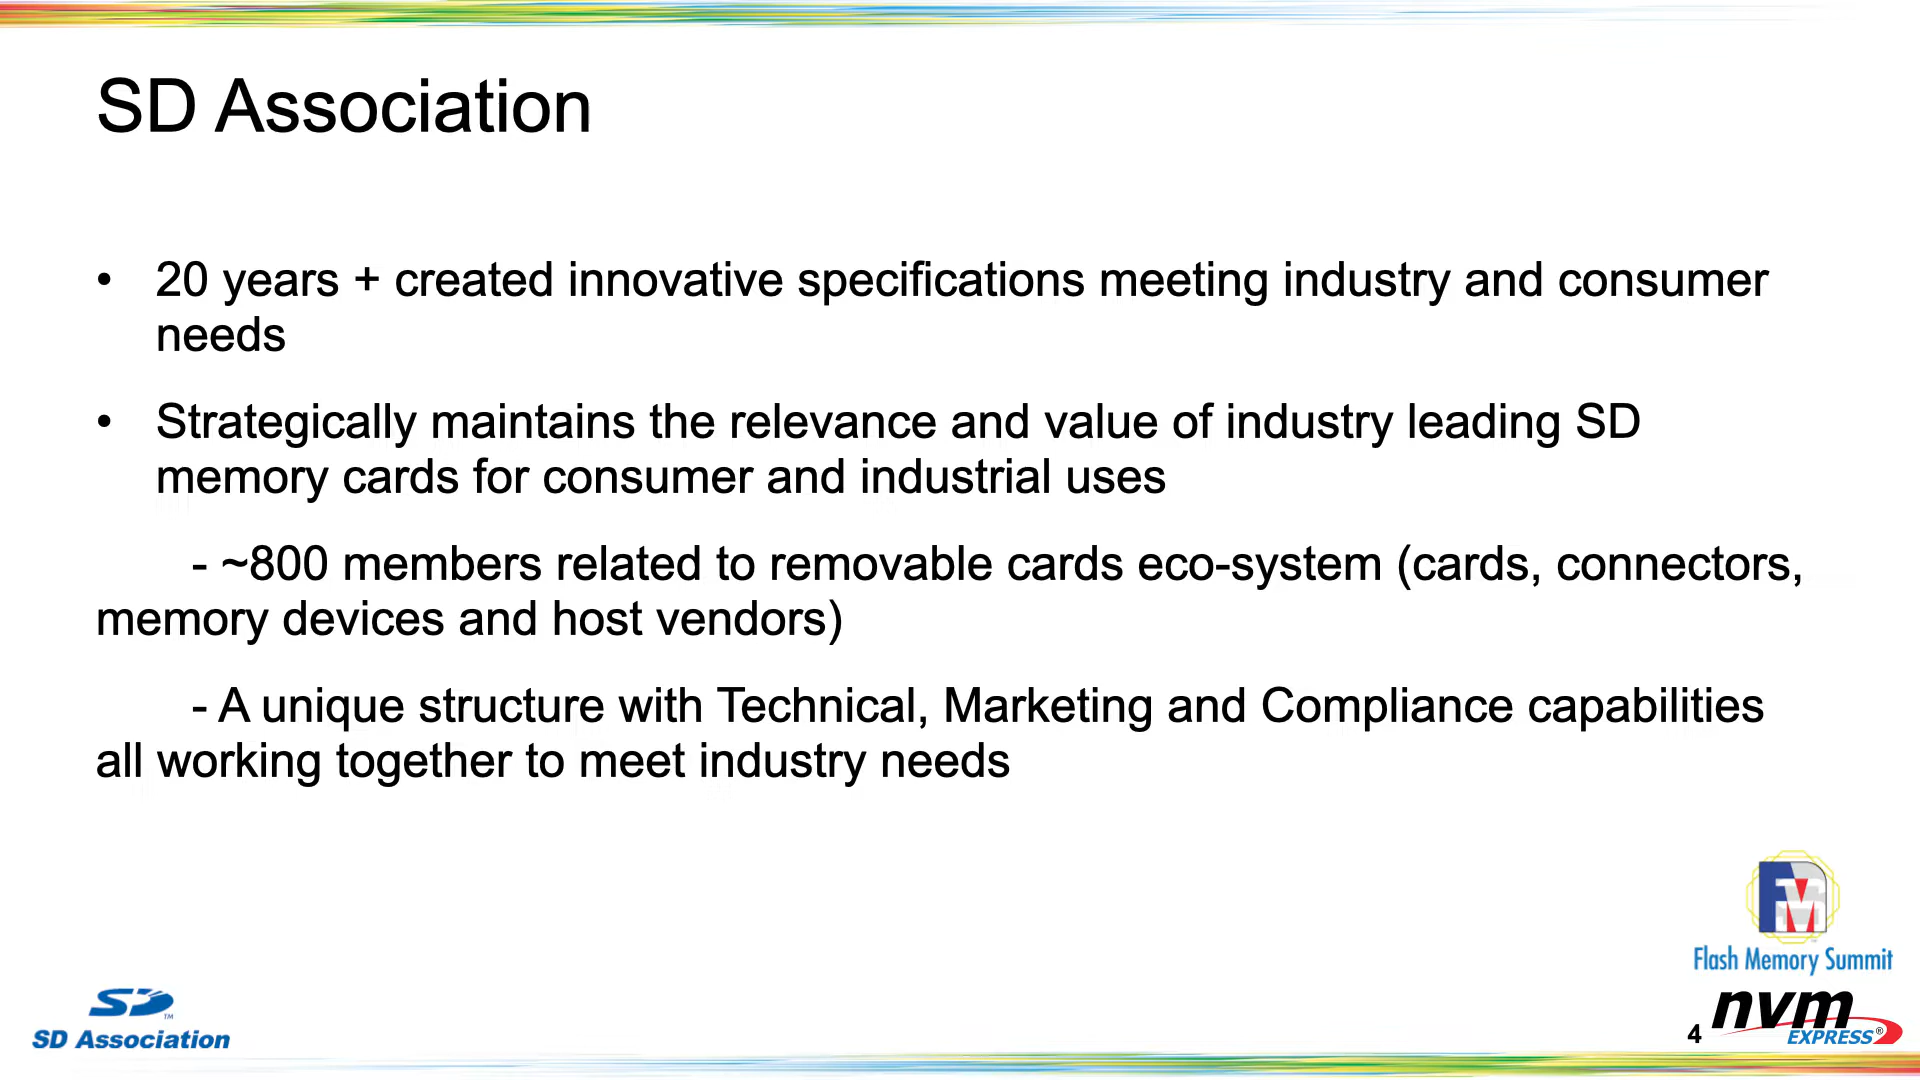 SD Association
• 20 years + created innovative specifications meeting industry and consumer
needs
• Strategically maintains the relevance and value of industry leading SD
memory cards for consumer and industrial uses
- ~800 members related to removable cards eco-system (cards, connectors,
memory devices and host vendors)
- A unique structure with Technical, Marketing and Compliance capabilities
all working together to meet industry needs
FMS
Flash Memory Summit
SD TM
SD Association
4
nvm
EXPRESS®